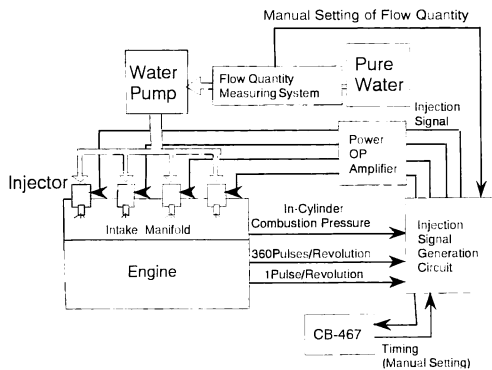 Manual Setting of Flow Quantity
Water
Pump
Flow Quantity
Measuring System
Pure
Water
Injection
Signal
Power
OP
Amplifier
Injector
In-Cylinder
Combustion Pressure
Intake Manifold
Injection
Signal
Generation
Circuit
360Pulses/Revolution
Engine
1Pulse/Revolution
CB-467
Timing
(Manual Setting)